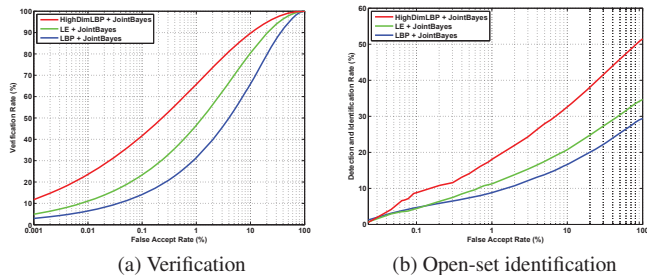 HighDimLBP + JointBayes
LE + JointBayes
LBP + JointBayes
Verification Rate (%)
100
90
80
70
60
50
40
30
20
10
0
0.001
0.01
0.1
1
10
100
False Accept Rate (%)
(a) Verification
HighDimLBP + JointBayes
LE + JointBayes
LBP + JointBayes
Detection and Identification Rate (%)
60
50
40
30
20
10
0
0.1
1
10
100
False Accept Rate (%)
(b) Open-set identification